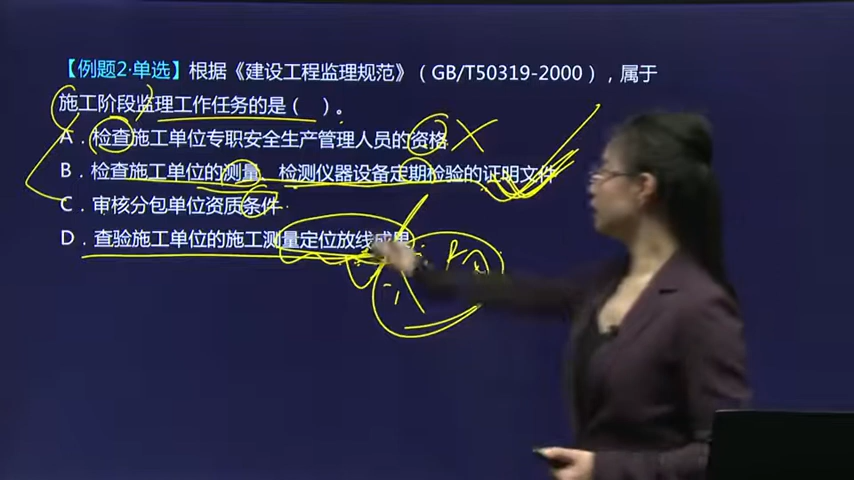 【例题2·单选】根据《建设工程监理规范》（GB/T50319-2000），属于
施工阶段监理工作任务的是（ ）。
A．检查施工单位专职安全生产管理人员的资格
B．检查施工单位的测量、检测仪器设备定期检验的证明文件
C．审核分包单位资质条件
D．查验施工单位的施工测量定位放线成果